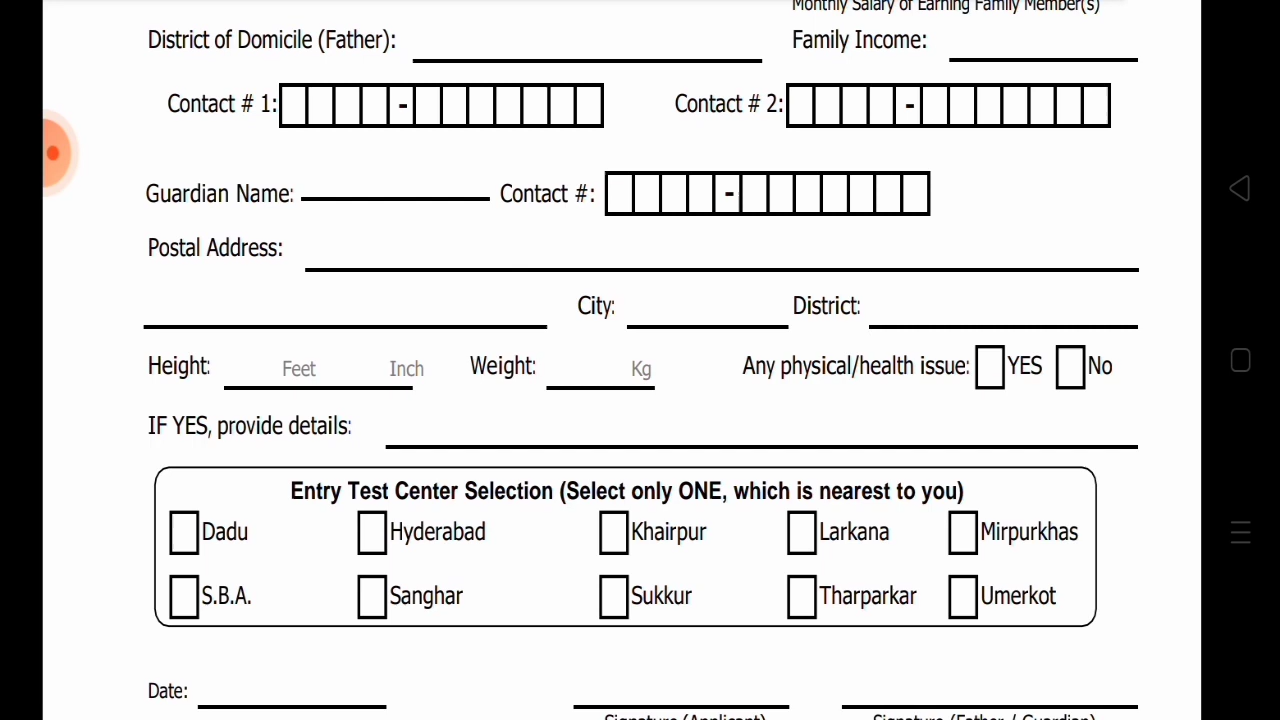 Monthly Salary of Earning Family Member(s)
District of Domicile (Father): Family Income:
Contact # 1: - Contact # 2: -
Guardian Name: Contact #: -
Postal Address:
City: District:
Height: Feet Inch Weight: Kg Any physical/health issue: YES No
IF YES, provide details:
Entry Test Center Selection (Select only ONE, which is nearest to you)
Dadu Hyderabad Khairpur Larkana Mirpurkhas
S.B.A. Sanghar Sukkur Tharparkar Umerkot
Date:
Signature (Applicant) Signature (Father / Guardian)